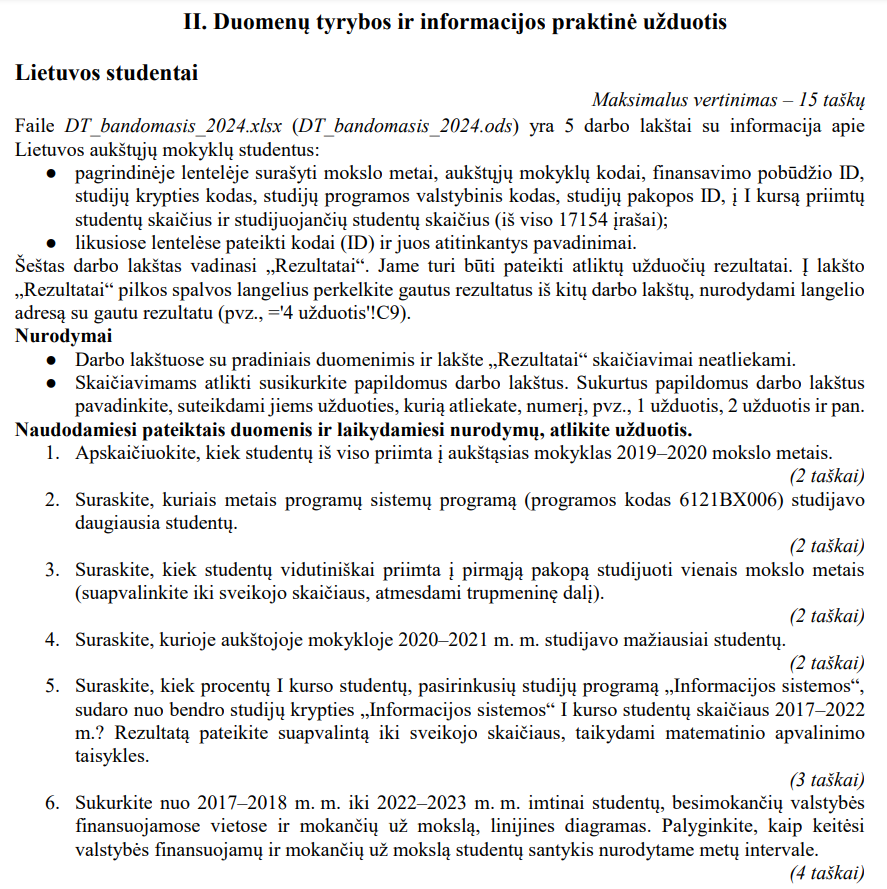 II. Duomenų tyrybos ir informacijos praktinė užduotis
Lietuvos studentai
Maksimalus vertinimas – 15 taškų
Faile DT_bandomasis_2024.xlsx (DT_bandomasis_2024.ods) yra 5 darbo lakštai su informacija apie
Lietuvos aukštųjų mokyklų studentus:
● pagrindinėje lentelėje surašyti mokslo metai, aukštųjų mokyklų kodai, finansavimo pobūdžio ID,
studijų krypties kodas, studijų programos valstybinis kodas, studijų pakopos ID, į I kursą priimtų
studentų skaičius ir studijuojančių studentų skaičius (iš viso 17154 įrašai);
● likusiose lentelėse pateikti kodai (ID) ir juos atitinkantys pavadinimai.
Šeštas darbo lakštas vadinasi „Rezultatai“. Jame turi būti pateikti atliktų užduočių rezultatai. Į lakšto
„Rezultatai“ pilkos spalvos langelius perkelkite gautus rezultatus iš kitų darbo lakštų, nurodydami langelio
adresą su gautu rezultatu (pvz., ='4 užduotis'!C9).
Nurodymai
● Darbo lakštuose su pradiniais duomenimis ir lakšte „Rezultatai“ skaičiavimai neatliekami.
● Skaičiavimams atlikti susikurkite papildomus darbo lakštus. Sukurtus papildomus darbo lakštus
pavadinkite, suteikdami jiems užduoties, kurią atliekate, numerį, pvz., 1 užduotis, 2 užduotis ir pan.
Naudodamiesi pateiktais duomenis ir laikydamiesi nurodymų, atlikite užduotis.
1. Apskaičiuokite, kiek studentų iš viso priimta į aukštąsias mokyklas 2019–2020 mokslo metais.
(2 taškai)
2. Suraskite, kuriais metais programų sistemų programą (programos kodas 6121BX006) studijavo
daugiausia studentų.
(2 taškai)
3. Suraskite, kiek studentų vidutiniškai priimta į pirmąją pakopą studijuoti vienais mokslo metais
(suapvalinkite iki sveikojo skaičiaus, atmesdami trupmeninę dalį).
(2 taškai)
4. Suraskite, kurioje aukštojoje mokykloje 2020–2021 m. m. studijavo mažiausiai studentų.
(2 taškai)
5. Suraskite, kiek procentų I kurso studentų, pasirinkusių studijų programą „Informacijos sistemos“,
sudaro nuo bendro studijų krypties „Informacijos sistemos“ I kurso studentų skaičiaus 2017–2022
m.? Rezultatą pateikite suapvalintą iki sveikojo skaičiaus, taikydami matematinio apvalinimo
taisykles.
(3 taškai)
6. Sukurkite nuo 2017–2018 m. m. iki 2022–2023 m. m. imtinai studentų, besimokančių valstybės
finansuojamose vietose ir mokančių už mokslą, linijines diagramas. Palyginkite, kaip keitėsi
valstybės finansuojamų ir mokančių už mokslą studentų santykis nurodytame metų intervale.
(4 taškai)